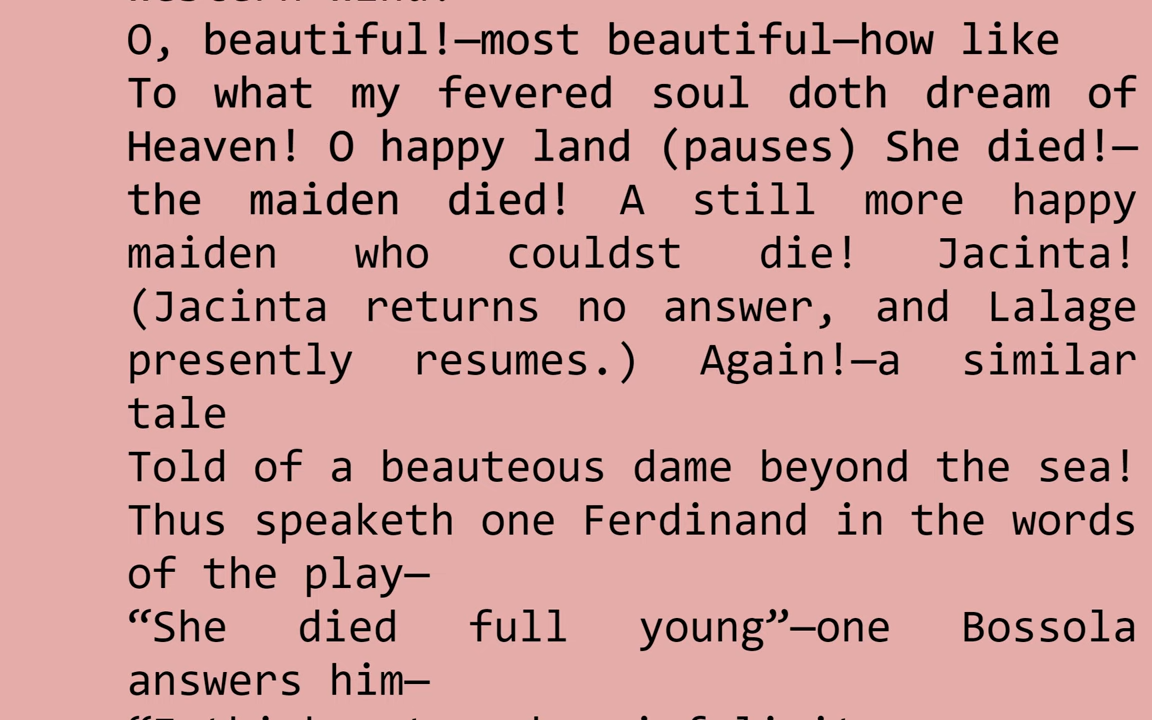 O, beautiful!—most beautiful—how like
To what my fevered soul doth dream of
Heaven! O happy land (pauses) She died!—
the maiden died! A still more happy
maiden who couldst die! Jacinta!
(Jacinta returns no answer, and Lalage
presently resumes.) Again!—a similar
tale
Told of a beauteous dame beyond the sea!
Thus speaketh one Ferdinand in the words
of the play—
“She died full young”—one Bossola
answers him—